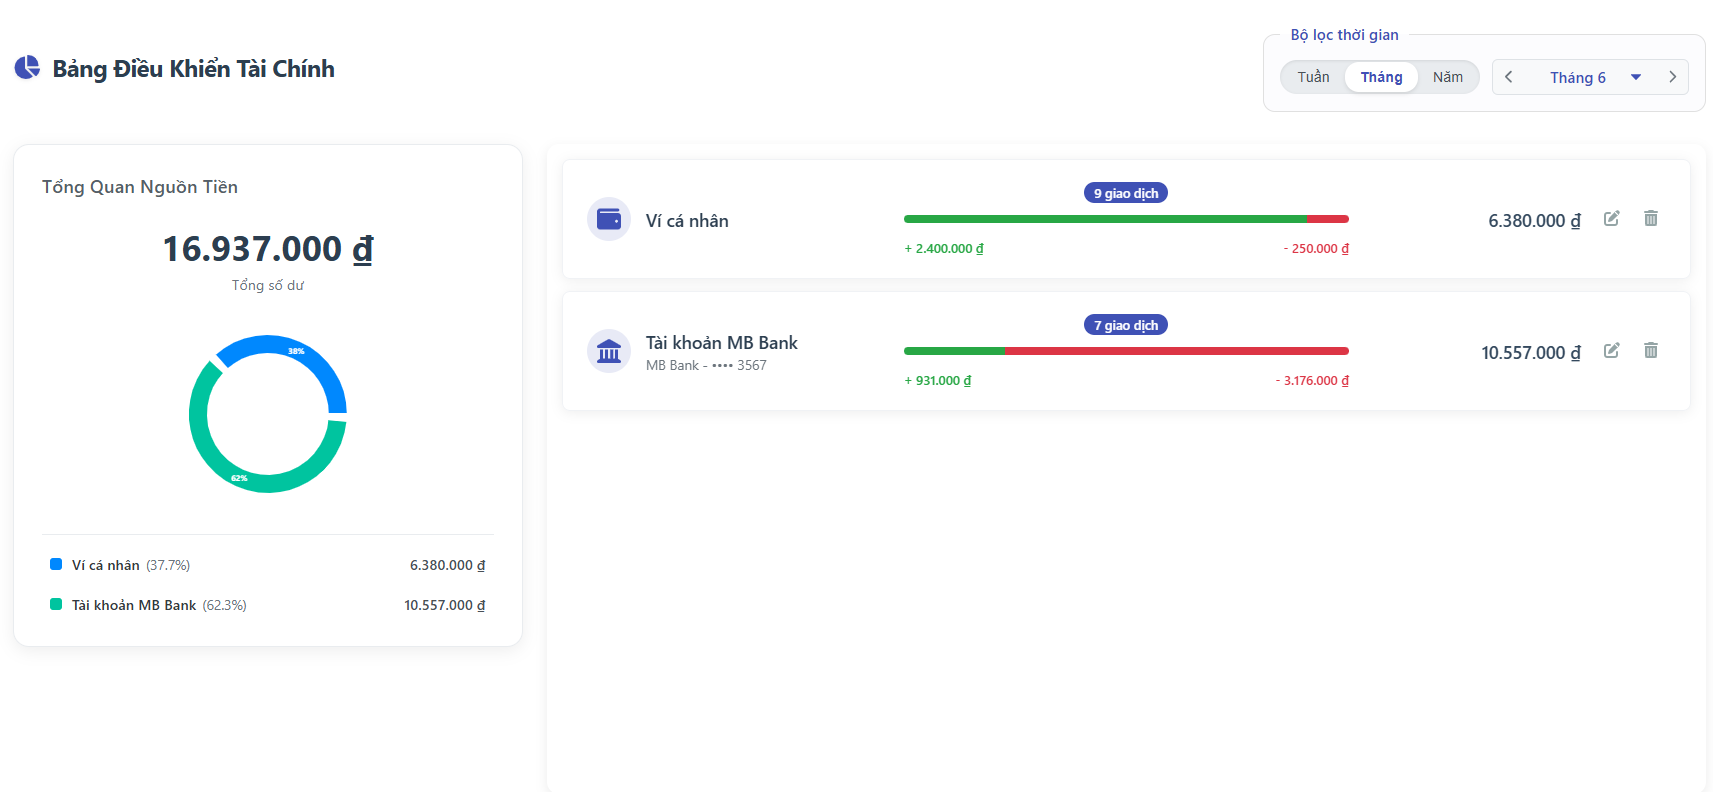 Bảng Điều Khiển Tài Chính
Bộ lọc thời gian
Tuần Tháng Năm Tháng 6
Tổng Quan Nguồn Tiền
16.937.000 ₫
Tổng số dư
38%
62%
Ví cá nhân (37.7%) 6.380.000 ₫
Tài khoản MB Bank (62.3%) 10.557.000 ₫
9 giao dịch
Ví cá nhân 6.380.000 ₫
+ 2.400.000 ₫ - 250.000 ₫
7 giao dịch
Tài khoản MB Bank 10.557.000 ₫
MB Bank - •••• 3567
+ 931.000 ₫ - 3.176.000 ₫